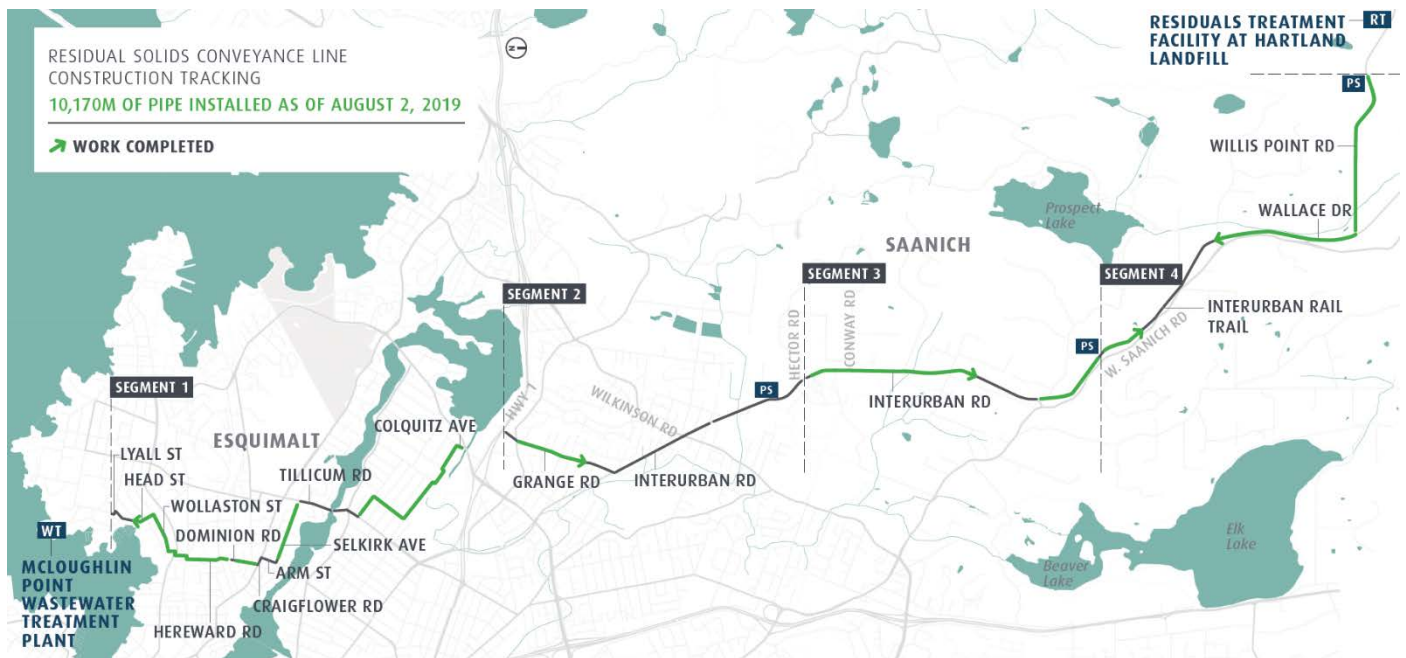 RESIDUAL SOLIDS CONVEYANCE LINE
CONSTRUCTION TRACKING
10,170M OF PIPE INSTALLED AS OF AUGUST 2, 2019
WORK COMPLETED
N
RESIDUALS TREATMENT
FACILITY AT HARTLAND
LANDFILL
RT
PS
WILLIS POINT RD
WALLACE DR
Prospect
Lake
SAANICH
SEGMENT 4
SEGMENT 3
SEGMENT 2
INTERURBAN RAIL
TRAIL
W. SAANICH RD
PS
HECTOR RD
CONWAY RD
PS
INTERURBAN RD
HWY 1
WILKINSON RD
GRANGE RD
INTERURBAN RD
SEGMENT 1
ESQUIMALT
COLQUITZ AVE
LYALL ST
HEAD ST
TILLICUM RD
WOLLASTON ST
DOMINION RD
SELKIRK AVE
ARM ST
CRAIGFLOWER RD
HEREWARD RD
WT
MCLOUGHLIN
POINT
WASTEWATER
TREATMENT
PLANT
Elk
Lake
Beaver
Lake